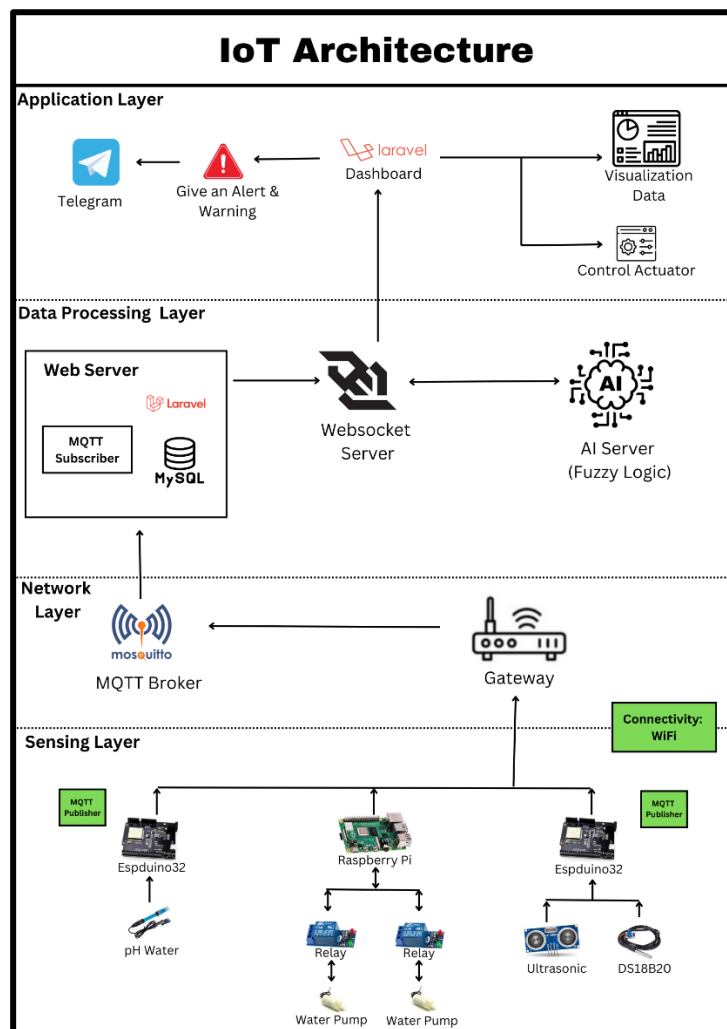 IoT Architecture
Application Layer
laravel
Dashboard
Telegram
Give an Alert &
Warning
Visualization
Data
Control Actuator
Data Processing Layer
Web Server
Laravel
MQTT
Subscriber
MySQL
Websocket
Server
AI
AI Server
(Fuzzy Logic)
Network
Layer
mosquitto
MQTT Broker
Gateway
Connectivity:
WiFi
Sensing Layer
MQTT
Publisher
MQTT
Publisher
Espduino32
Raspberry Pi
Espduino32
pH Water
Relay
Relay
Ultrasonic
DS18B20
Water Pump
Water Pump